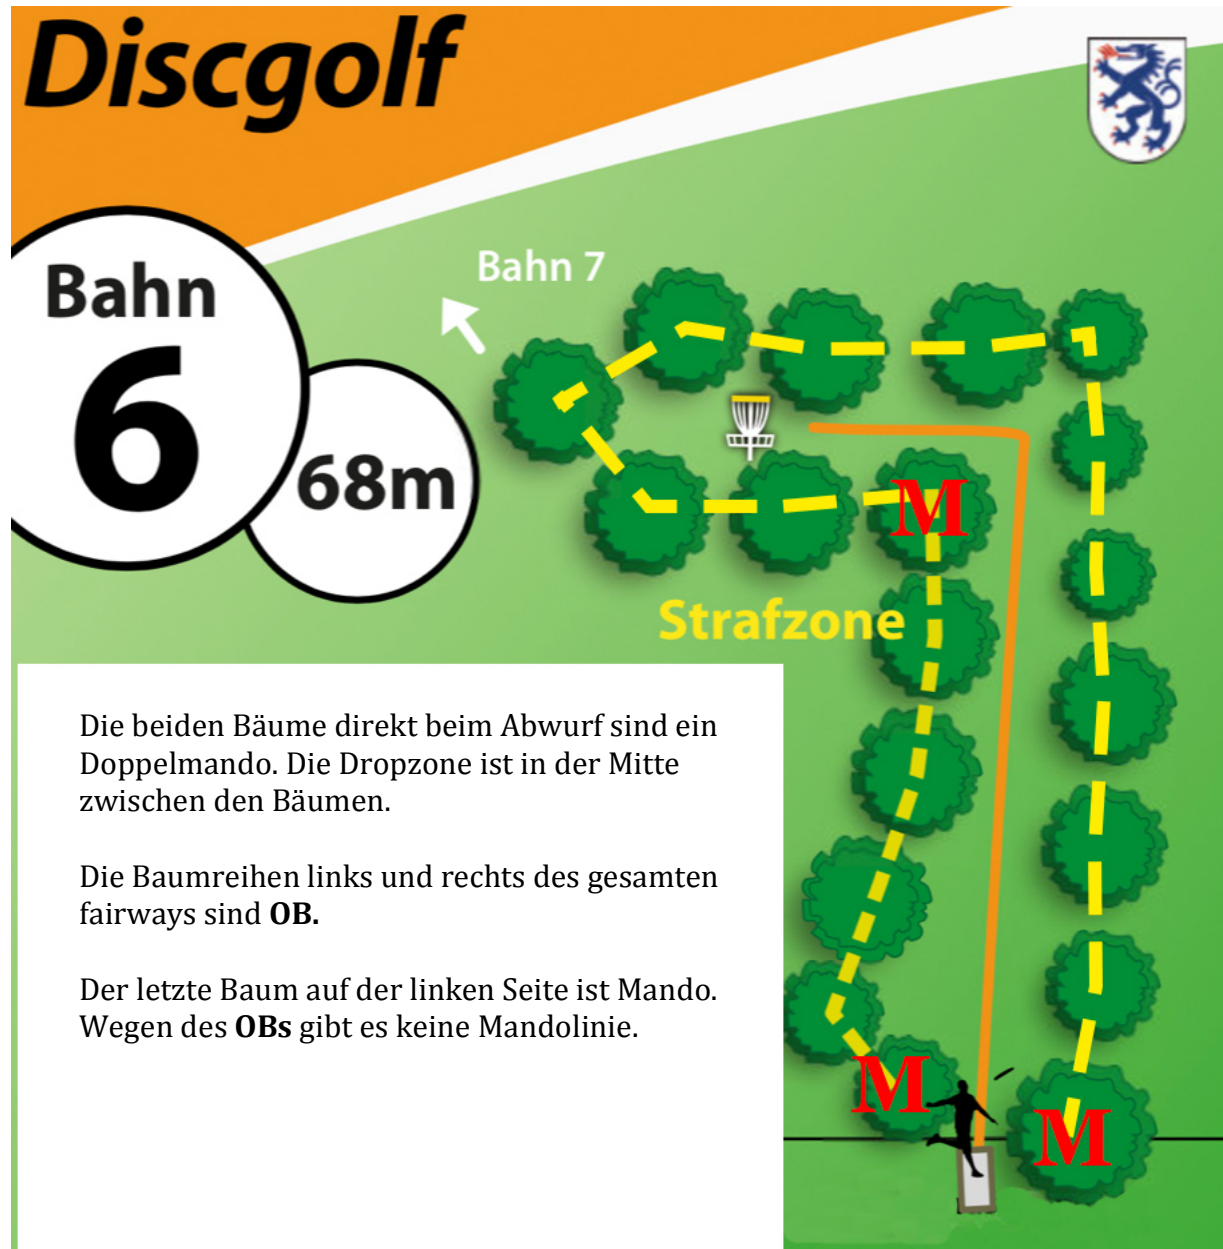 Discgolf
Bahn
6
68m
Bahn 7
M
Strafzone
Die beiden Bäume direkt beim Abwurf sind ein
Doppelmando. Die Dropzone ist in der Mitte
zwischen den Bäumen.
Die Baumreihen links und rechts des gesamten
fairways sind OB.
Der letzte Baum auf der linken Seite ist Mando.
Wegen des OBs gibt es keine Mandolinie.
M
M